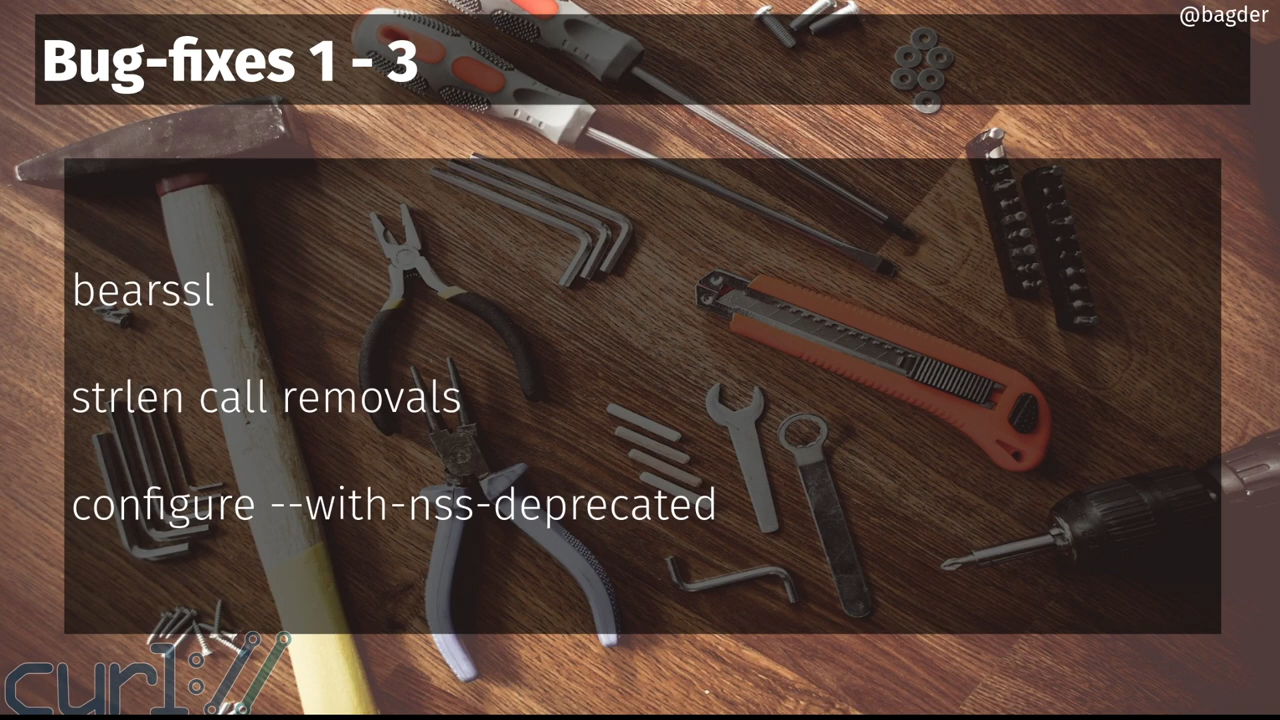 @bagder
Bug-fixes 1 - 3
bearssl
strlen call removals
configure --with-nss-deprecated
curl://